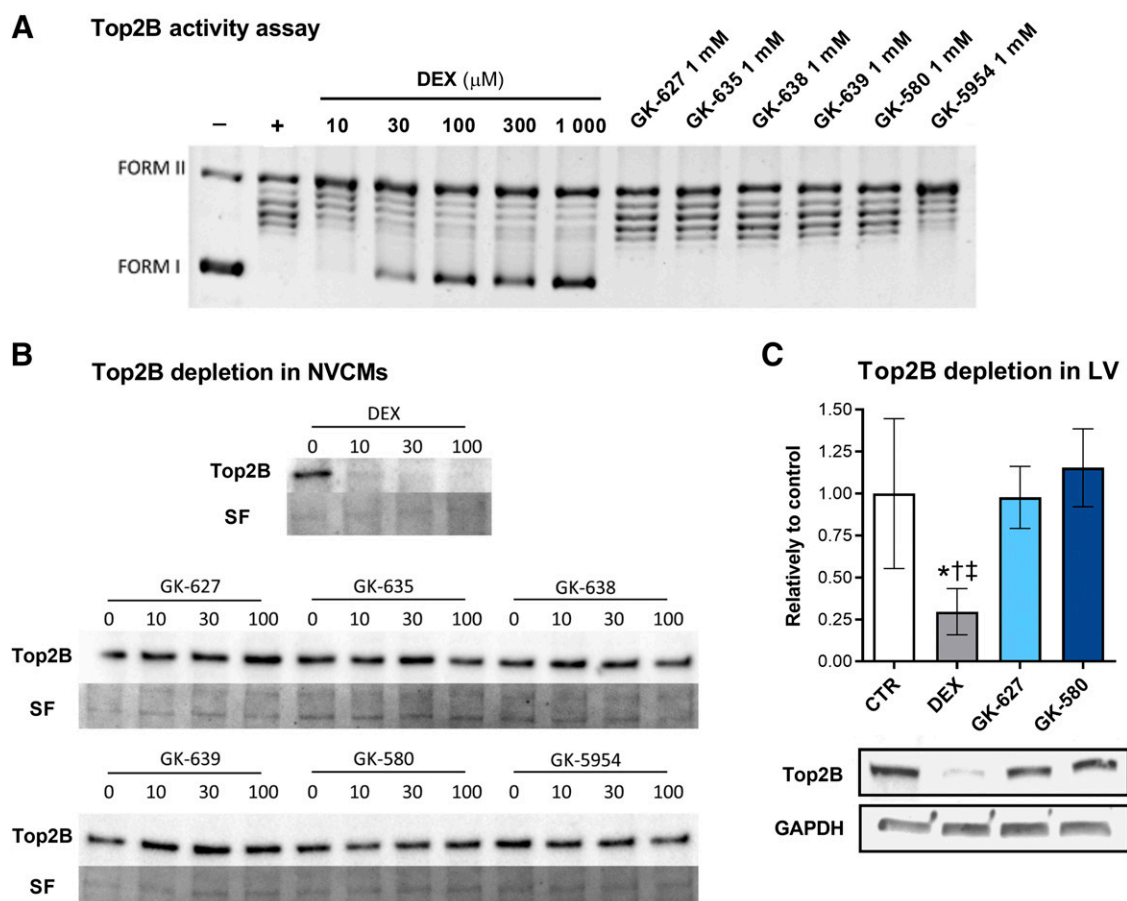 A Top2B activity assay
DEX (μM)
− + 10 30 100 300 1 000 GK-627 1 mM GK-635 1 mM GK-638 1 mM GK-639 1 mM GK-580 1 mM GK-5954 1 mM
FORM II
FORM I
B Top2B depletion in NVCMs
DEX
0 10 30 100
Top2B
SF
GK-627 GK-635 GK-638
0 10 30 100 0 10 30 100 0 10 30 100
Top2B
SF
GK-639 GK-580 GK-5954
0 10 30 100 0 10 30 100 0 10 30 100
Top2B
SF
C Top2B depletion in LV
Relatively to control
1.50
1.25
1.00
0.75
0.50
0.25
0.00
*†‡
CTR DEX GK-627 GK-580
Top2B
GAPDH